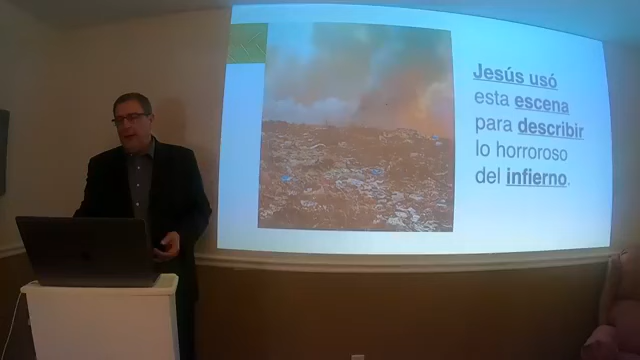 Jesús usó
esta escena
para describir
lo horroroso
del infierno.